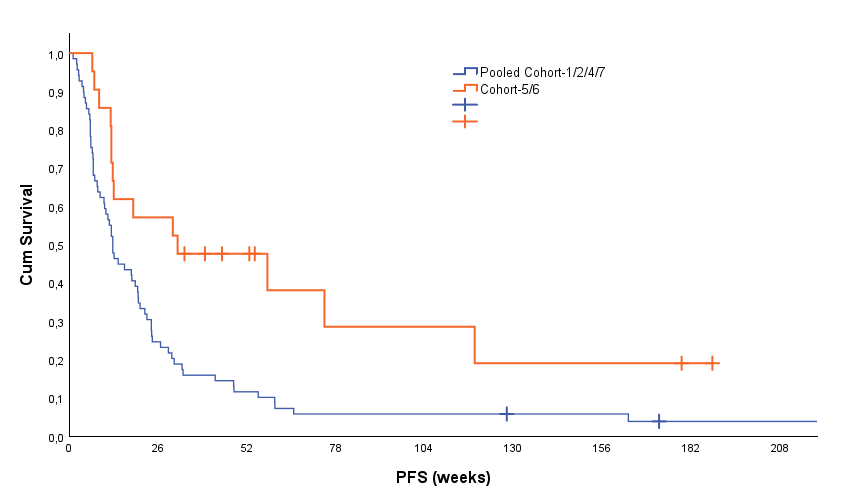 Pooled Cohort-1/2/4/7
Cohort-5/6
Cum Survival
1,0
0,9
0,8
0,7
0,6
0,5
0,4
0,3
0,2
0,1
0,0
0 26 52 78 104 130 156 182 208
PFS (weeks)